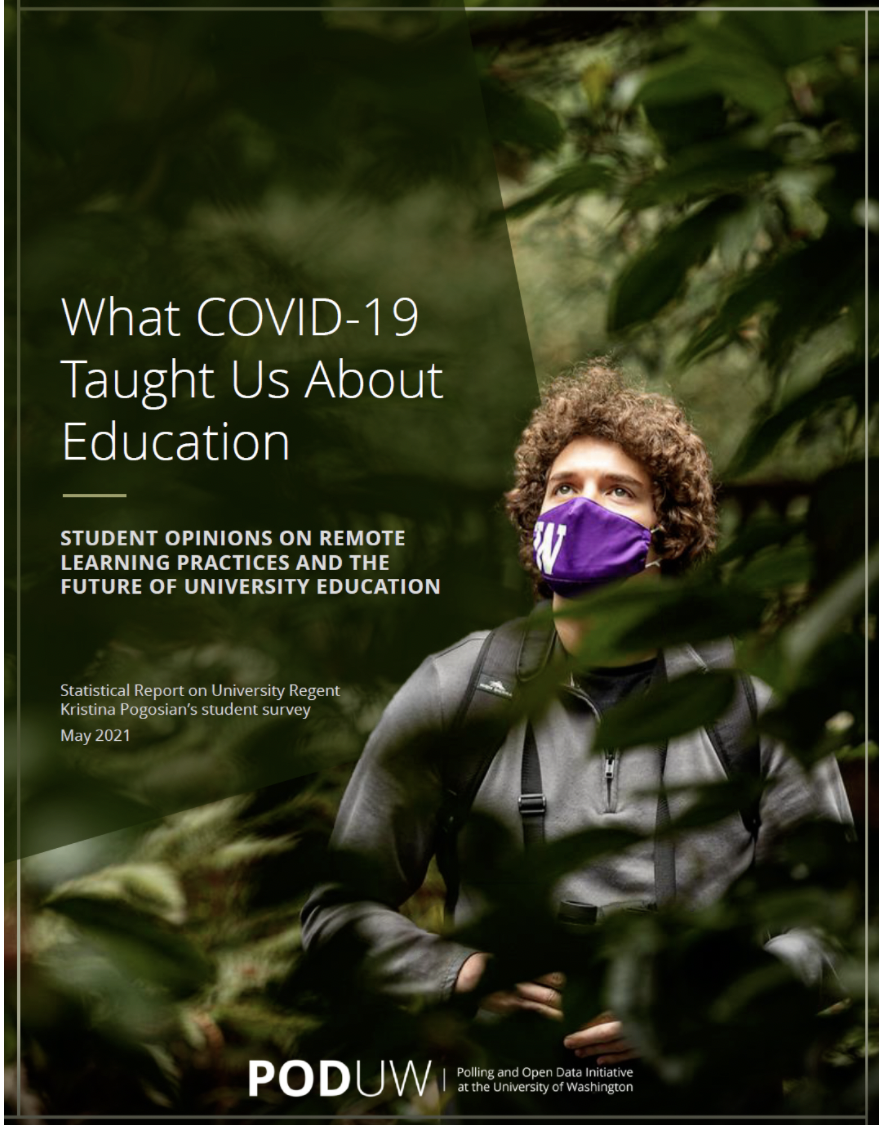 What COVID-19
Taught Us About
Education
STUDENT OPINIONS ON REMOTE
LEARNING PRACTICES AND THE
FUTURE OF UNIVERSITY EDUCATION
Statistical Report on University Regent
Kristina Pogosian's student survey
May 2021
W
PODUW
Polling and Open Data Initiative
at the University of Washington